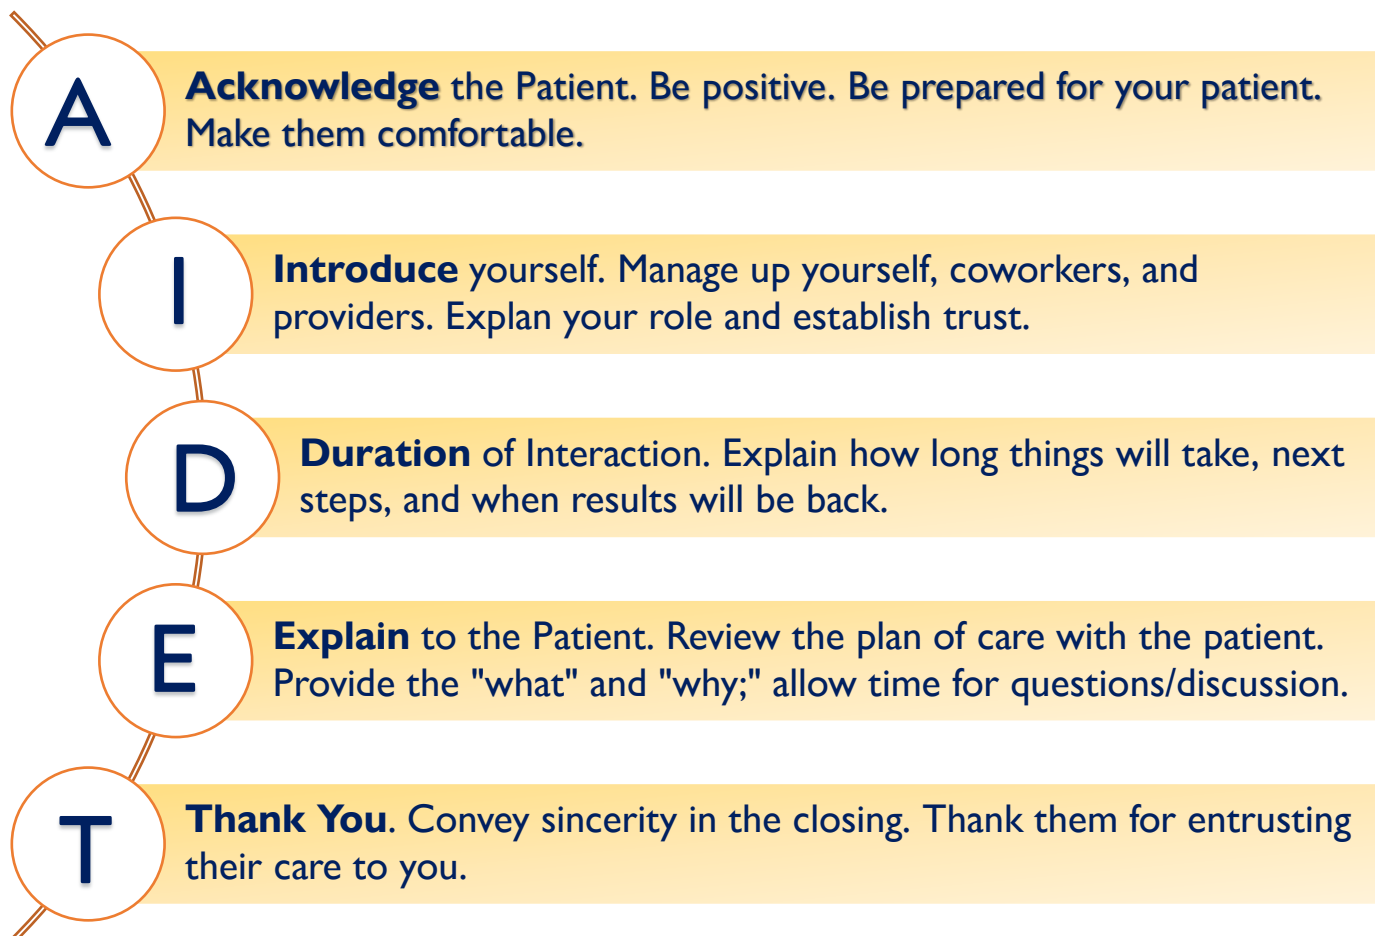 A
Acknowledge the Patient. Be positive. Be prepared for your patient.
Make them comfortable.
I
Introduce yourself. Manage up yourself, coworkers, and
providers. Explan your role and establish trust.
D
Duration of Interaction. Explain how long things will take, next
steps, and when results will be back.
E
Explain to the Patient. Review the plan of care with the patient.
Provide the "what" and "why;" allow time for questions/discussion.
T
Thank You. Convey sincerity in the closing. Thank them for entrusting
their care to you.